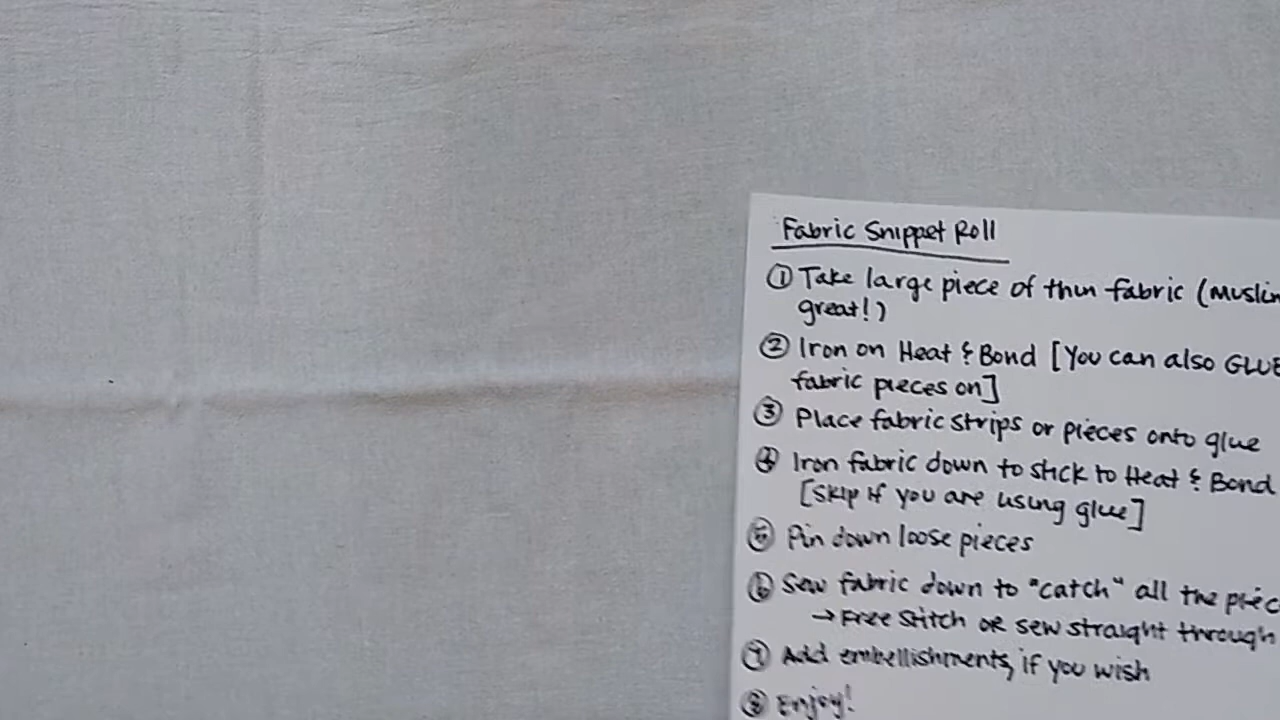 Fabric Snippet Roll
① Take large piece of thin fabric (Muslin
great!)
② Iron on Heat & Bond [You can also GLUE
fabric pieces on]
③ Place fabric strips or pieces onto glue
④ Iron fabric down to stick to Heat & Bond
[skip if you are using glue]
⑤ Pin down loose pieces
⑥ Sew fabric down to "catch" all the piec
→ Free Stitch or sew straight through
⑦ Add embellishments, if you wish
⑧ Enjoy!